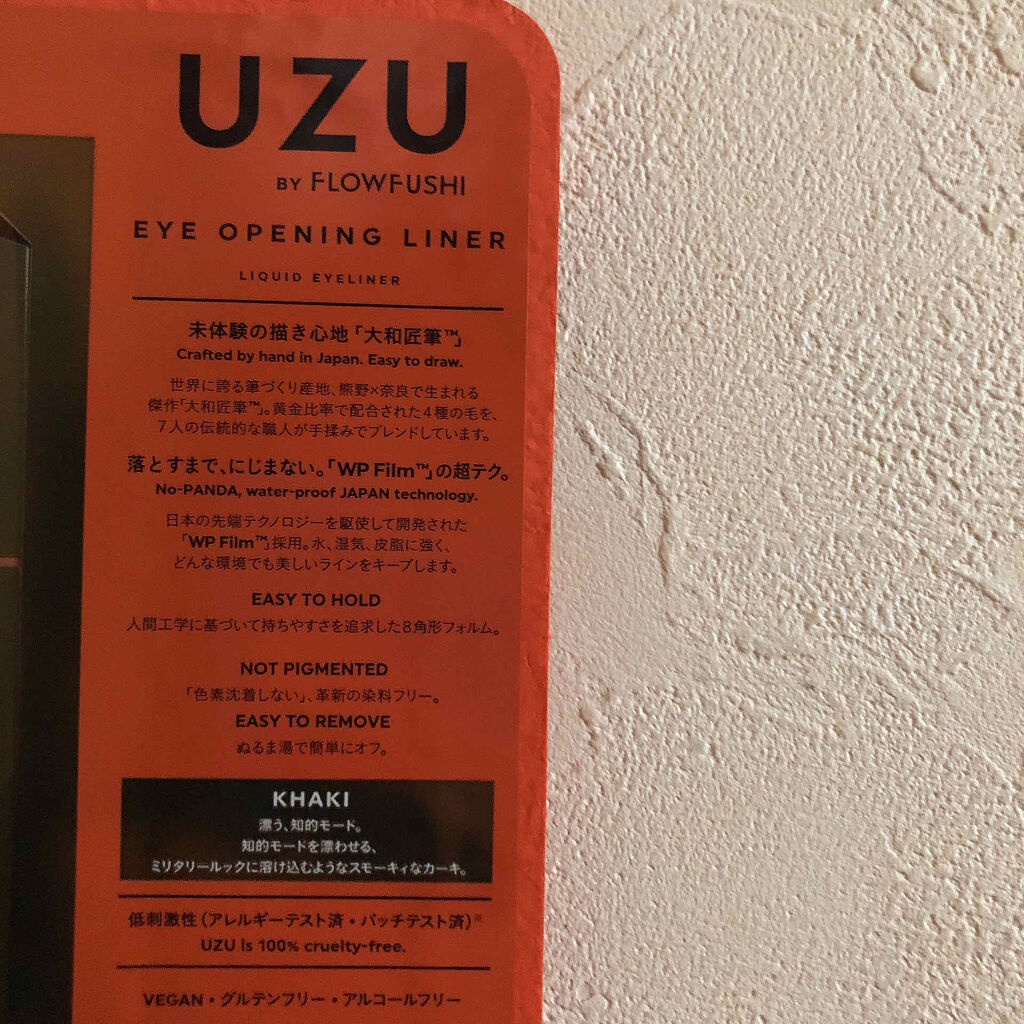 UZU
BY FLOWFUSHI
EYE OPENING LINER
LIQUID EYELINER
未体験の描き心地「大和匠筆™」
Crafted by hand in Japan. Easy to draw.
世界に誇る筆づくり産地、熊野×奈良で生まれる
傑作「大和匠筆™」。黄金比率で配合された4種の毛を、
7人の伝統的な職人が手揉みでブレンドしています。
落とすまで、にじまない。「WP Film™」の超テク。
No-PANDA, water-proof JAPAN technology.
日本の先端テクノロジーを駆使して開発された
「WP Film™」採用。水、湿気、皮脂に強く、
どんな環境でも美しいラインをキープします。
EASY TO HOLD
人間工学に基づいて持ちやすさを追求した8角形フォルム。
NOT PIGMENTED
「色素沈着しない」、革新の染料フリー。
EASY TO REMOVE
ぬるま湯で簡単にオフ。
KHAKI
漂う、知的モード。
知的モードを漂わせる、
ミリタリールックに溶け込むようなスモーキィなカーキ。
低刺激性(アレルギーテスト済・パッチテスト済)※
UZU is 100% cruelty-free.
VEGAN・グルテンフリー・アルコールフリー